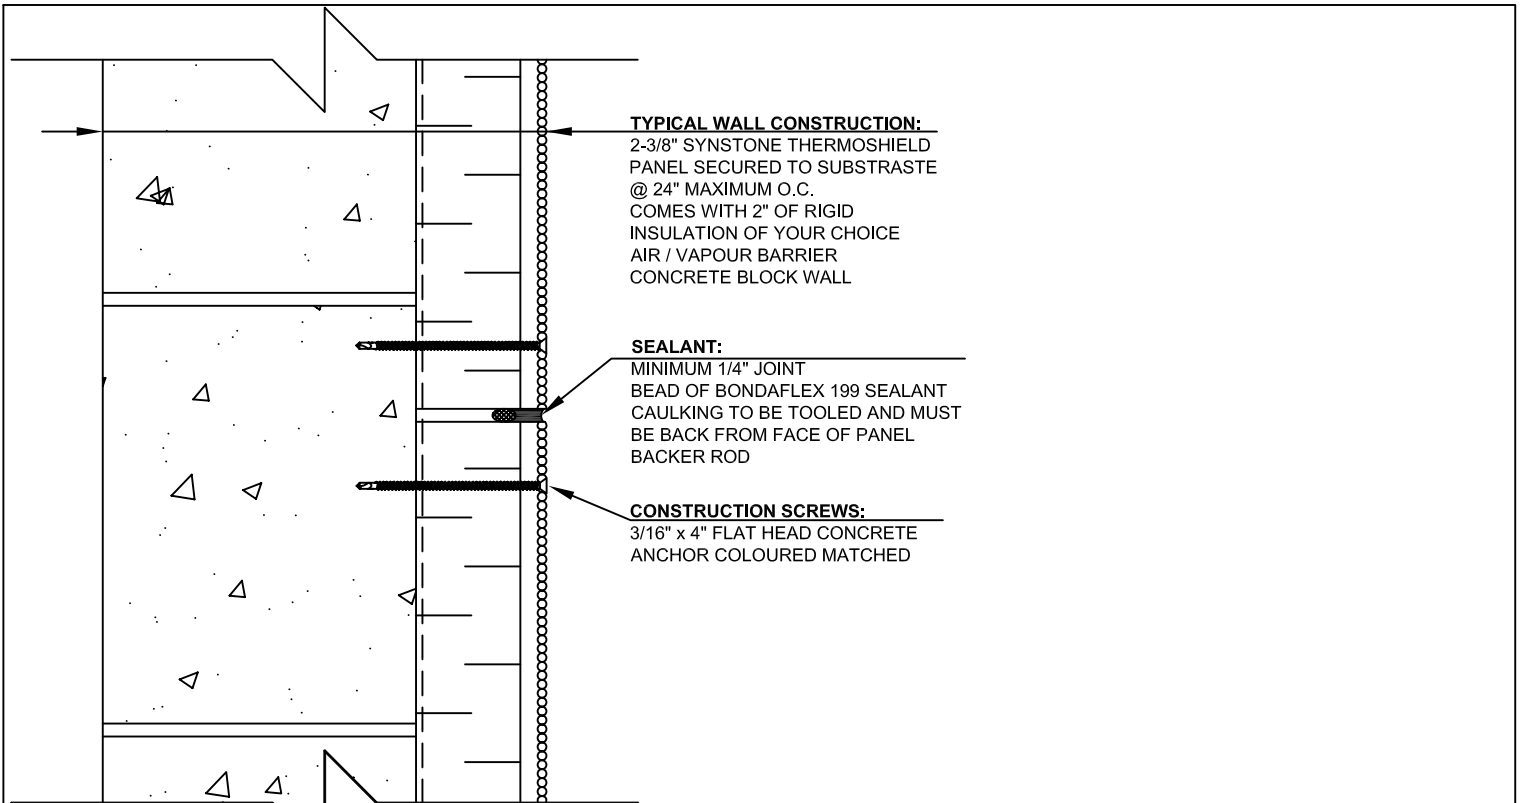 TYPICAL WALL CONSTRUCTION:
2-3/8" SYNSTONE THERMOSHIELD
PANEL SECURED TO SUBSTRASTE
@ 24" MAXIMUM O.C.
COMES WITH 2" OF RIGID
INSULATION OF YOUR CHOICE
AIR / VAPOUR BARRIER
CONCRETE BLOCK WALL
SEALANT:
MINIMUM 1/4" JOINT
BEAD OF BONDAFLEX 199 SEALANT
CAULKING TO BE TOOLED AND MUST
BE BACK FROM FACE OF PANEL
BACKER ROD
CONSTRUCTION SCREWS:
3/16" x 4" FLAT HEAD CONCRETE
ANCHOR COLOURED MATCHED